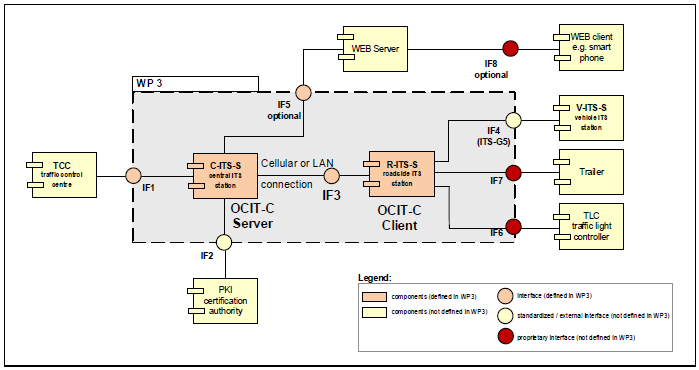 WEB Server
WEB client
e.g. smart
phone
IF8
optional
WP 3
IF5
optional
V-ITS-S
vehicle ITS
station
IF4
(ITS-G5)
TCC
traffic control
centre
IF1
C-ITS-S
central ITS
station
Cellular or LAN
connection
IF3
R-ITS-S
roadside ITS
station
IF7
Trailer
OCIT-C
Server
OCIT-C
Client
IF6
TLC
traffic light
controller
IF2
PKI
certification
authority
Legend:
components (defined in WP3)
interface (defined in WP3)
components (not defined in WP3)
standardized / external interface (not defined in WP3)
proprietary interface (not defined in WP3)